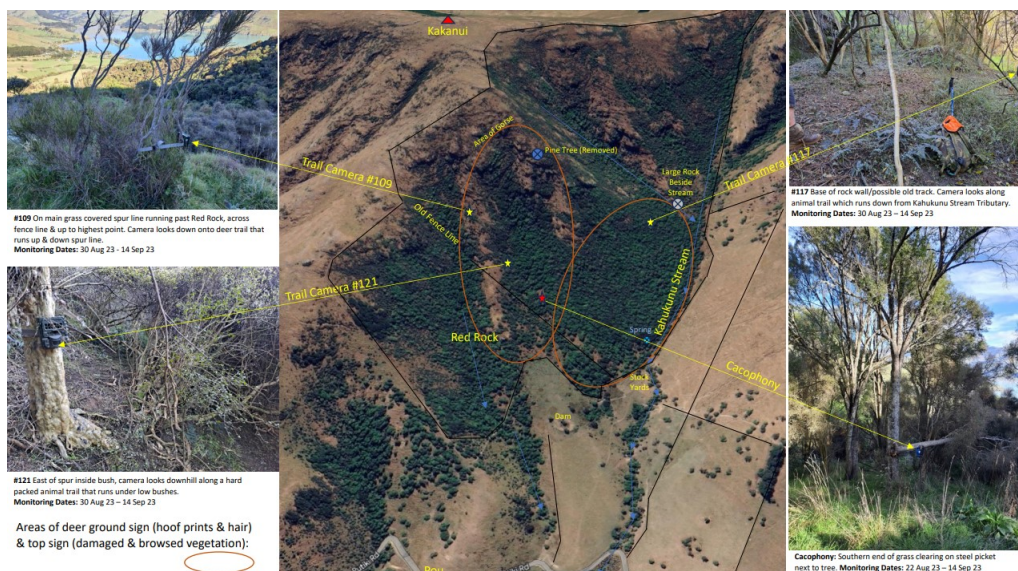 #109 On main grass covered spur line running past Red Rock, across
fence line & up to highest point. Camera looks down onto deer trail that
runs up & down spur line.
Monitoring Dates: 30 Aug 23 - 14 Sep 23
#121 East of spur inside bush, camera looks downhill along a hard
packed animal trail that runs under low bushes.
Monitoring Dates: 30 Aug 23 – 14 Sep 23
Areas of deer ground sign (hoof prints & hair)
& top sign (damaged & browsed vegetation):
Kakanui
Area of Gorse
Pine Tree (Removed)
Trail Camera #109
Trail Camera #117
Large Rock
Beside
Stream
Old Fence Line
Trail Camera #121
Kahukunu Stream
Red Rock
Spring
Cacophony
Stock
Yards
Dam
#117 Base of rock wall/possible old track. Camera looks along
animal trail which runs down from Kahukunu Stream Tributary.
Monitoring Dates: 30 Aug 23 – 14 Sep 23
Cacophony: Southern end of grass clearing on steel picket
next to tree. Monitoring Dates: 22 Aug 23 – 14 Sep 23